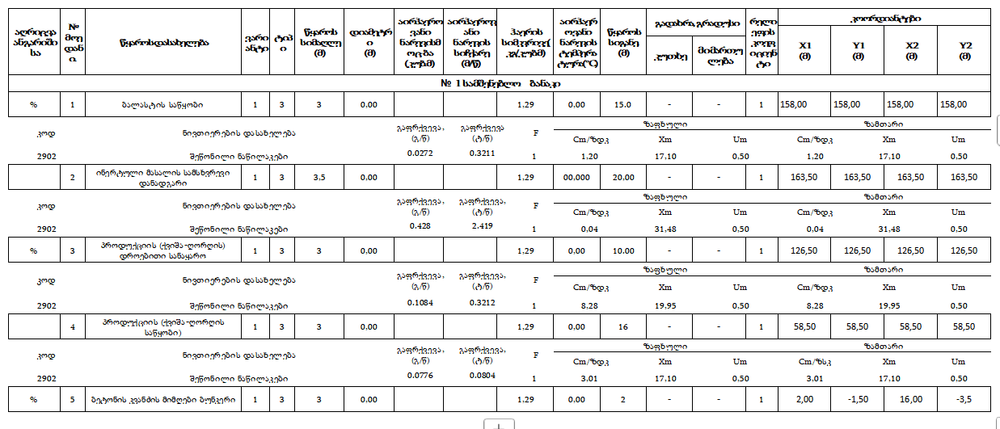 აღრიცვა ანგარიშისა № მოედანი წყაროსდასახელება ვარიანტი ტიპი წყაროს სიმაღლე (მ) დიამეტრი (მ) აირჰაეროვანი ნარევისმოც-ბა (კუბმ) აირჰაეროვანი ნარევის სიჩქარე (მ/წ) ჰაერის სიმკვრივე(კგ/კუბმ) აირჰაეროვანი ნარევის ტემპერატურა(°C) წყაროს სიგანე (მ) გადახრა,გრადუსი რელიეფის კოეფიციენტი კოორდიანტები
კუთხე მიმართულება X1 (მ) Y1 (მ) X2 (მ) Y2 (მ)
№ 1 სამშენებლო ბანაკი
% 1 ბალასტის საწყობი 1 3 3 0,00 1,29 0,00 15.0 - - 1 158,00 158,00 158,00 158,00
კოდ ნივთიერების დასახელება გაფრქვევა, (გ/წ) გაფრქვევა (ტ/წ) F ზაფხული ზამთარი
Cm/ზდკ Xm Um Cm/ზდკ Xm Um
2902 შეწონილი ნაწილაკები 0.0272 0.3211 1 1,20 17,10 0,50 1,20 17,10 0,50
2 ინერტული მასალის სამსხვრევი დანადგარი 1 3 3,5 0,00 1,29 00,000 20,00 - - 1 163,50 163,50 163,50 163,50
კოდ ნივთიერების დასახელება გაფრქვევა, (გ/წ) გაფრქვევა, (ტ/წ) F ზაფხული ზამთარი
Cm/ზდკ Xm Um Cm/ზდკ Xm Um
2902 შეწონილი ნაწილაკები 0.428 2.419 1 0,04 31,48 0,50 0,04 31,48 0,50
% 3 პროდუქციის (ქვიშა-ღორღის) დროებითი სანაყარო 1 3 3 0,00 1,29 0,00 10.00 - - 1 126,50 126,50 126,50 126,50
კოდ ნივთიერების დასახელება გაფრქვევა, (გ/წ) გაფრქვევა, (ტ/წ) F ზაფხული ზამთარი
Cm/ზდკ Xm Um Cm/ზდკ Xm Um
2902 შეწონილი ნაწილაკები 0.1084 0.3212 1 8,28 19,95 0,50 8,28 19,95 0,50
4 პროდუქციის (ქვიშა-ღორღის საწყობი) 1 3 3 0,00 1,29 0,00 16 - - 1 58,50 58,50 58,50 58,50
კოდ ნივთიერების დასახელება გაფრქვევა, (გ/წ) გაფრქვევა, (ტ/წ) F ზაფხული ზამთარი
Cm/ზდკ Xm Um Cm/ზსკ Xm Um
2902 შეწონილი ნაწილაკები 0.0776 0.0804 1 3,01 17,10 0,50 3,01 17,10 0,50
% 5 ბეტონის კვანძის მიმღები ბუნკერი 1 3 3 0,00 1,29 0,00 2 - - 1 2,00 -1,50 16,00 -3,5